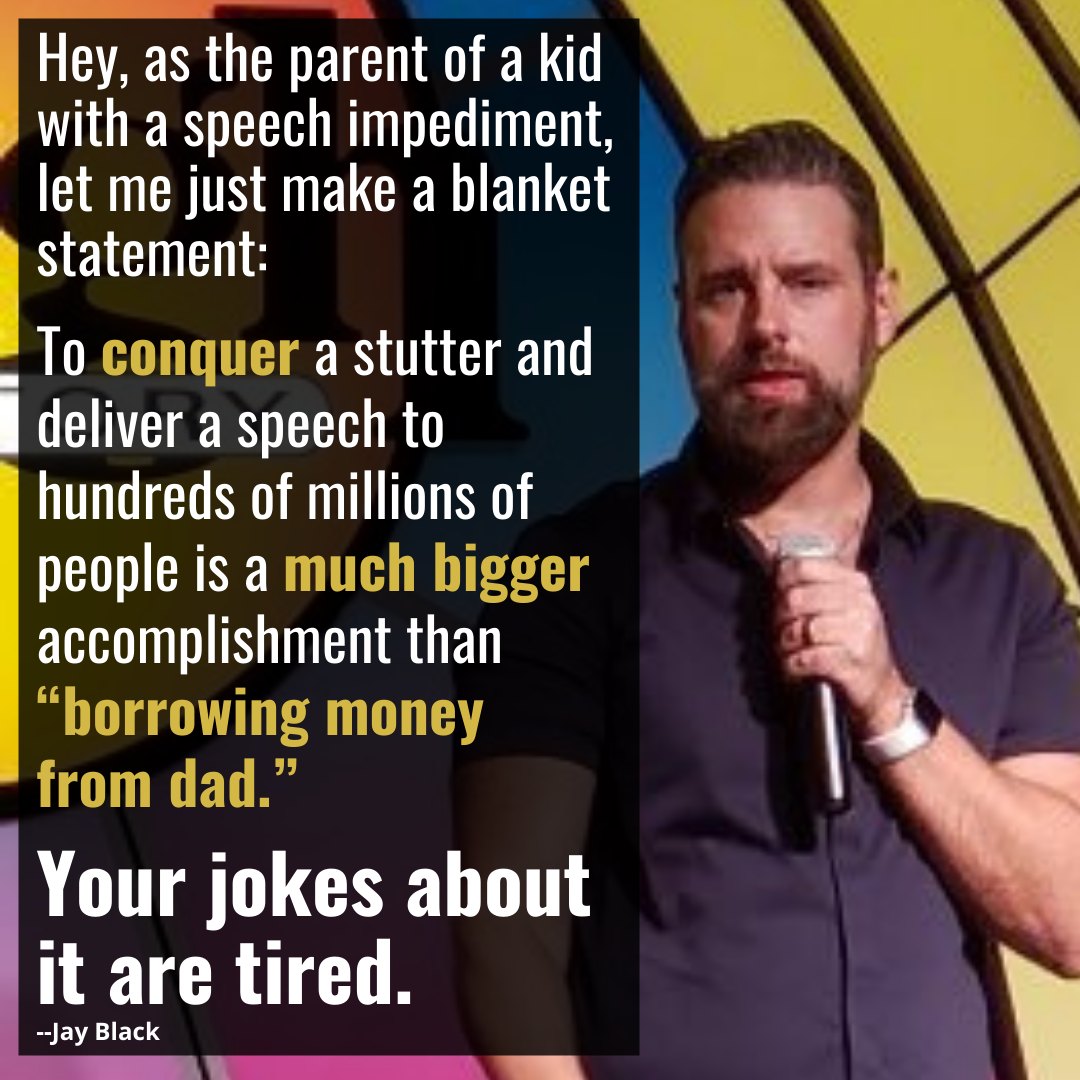 Hey, as the parent of a kid
with a speech impediment,
let me just make a blanket
statement:
To conquer a stutter and
deliver a speech to
hundreds of millions of
people is a much bigger
accomplishment than
“borrowing money
from dad.”
Your jokes about
it are tired.
--Jay Black